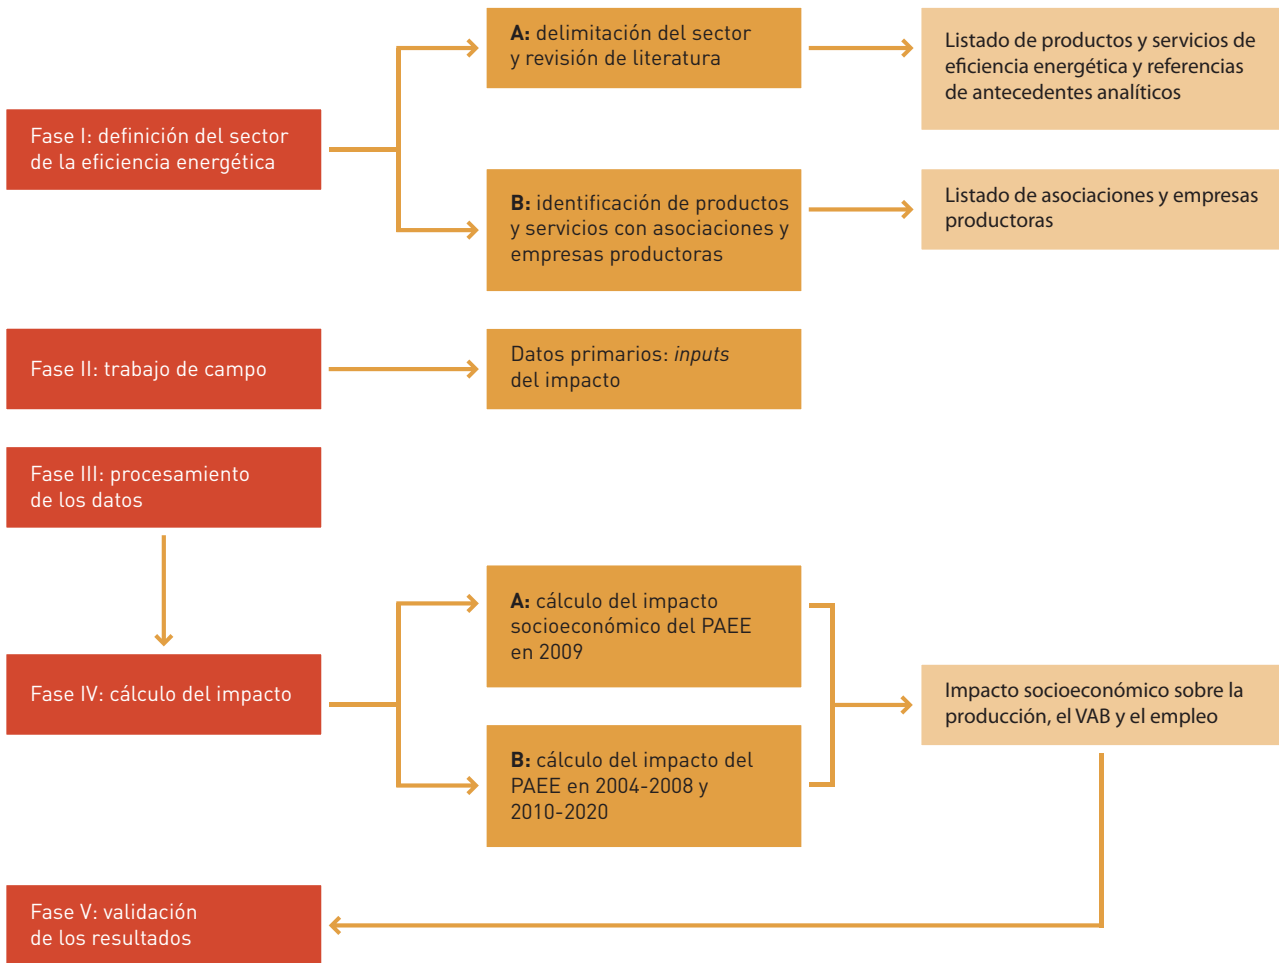 Fase I: definición del sector
de la eficiencia energética
A: delimitación del sector
y revisión de literatura
Listado de productos y servicios de
eficiencia energética y referencias
de antecedentes analíticos
B: identificación de productos
y servicios con asociaciones y
empresas productoras
Listado de asociaciones y empresas
productoras
Fase II: trabajo de campo
Datos primarios: inputs
del impacto
Fase III: procesamiento
de los datos
Fase IV: cálculo del impacto
A: cálculo del impacto
socioeconómico del PAEE
en 2009
B: cálculo del impacto del
PAEE en 2004-2008 y
2010-2020
Impacto socioeconómico sobre la
producción, el VAB y el empleo
Fase V: validación
de los resultados